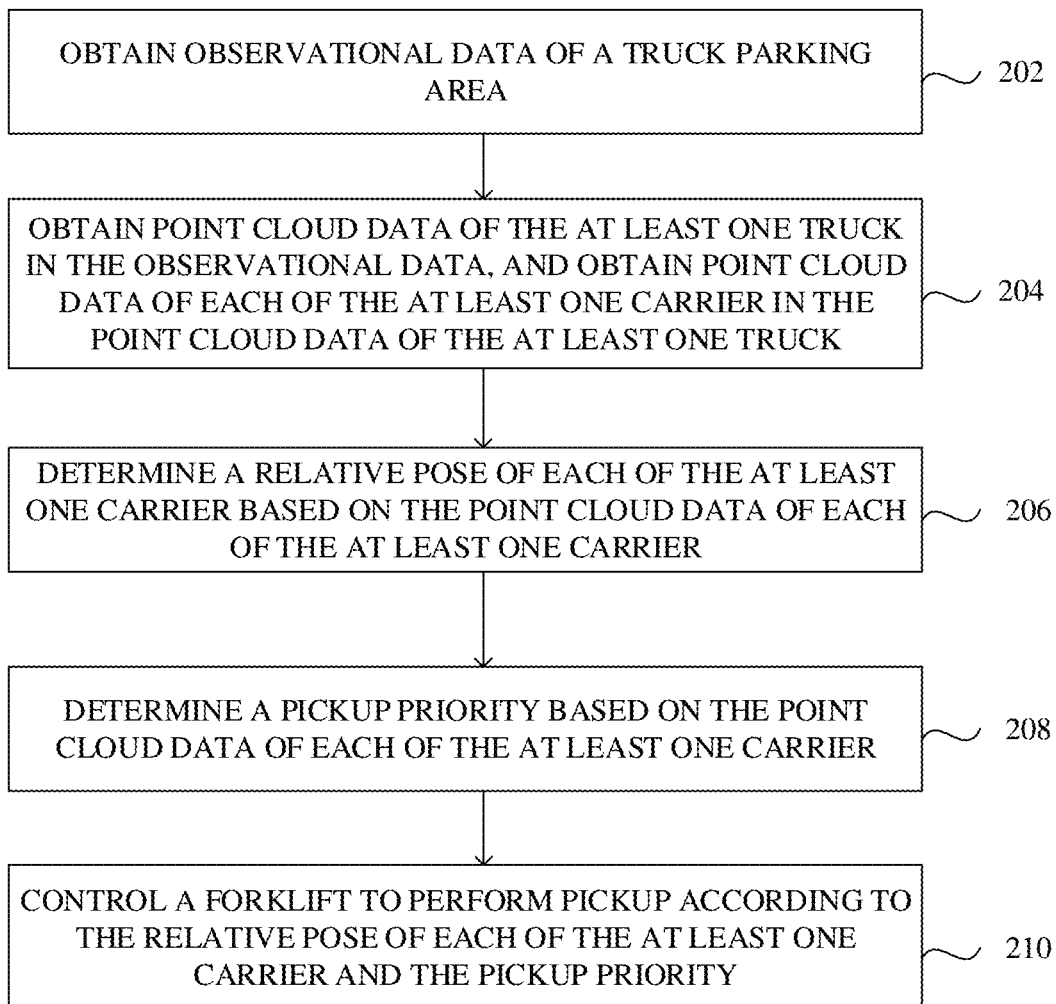 OBTAIN OBSERVATIONAL DATA OF A TRUCK PARKING
AREA
202
OBTAIN POINT CLOUD DATA OF THE AT LEAST ONE TRUCK
IN THE OBSERVATIONAL DATA, AND OBTAIN POINT CLOUD
DATA OF EACH OF THE AT LEAST ONE CARRIER IN THE
POINT CLOUD DATA OF THE AT LEAST ONE TRUCK
204
DETERMINE A RELATIVE POSE OF EACH OF THE AT LEAST
ONE CARRIER BASED ON THE POINT CLOUD DATA OF EACH
OF THE AT LEAST ONE CARRIER
206
DETERMINE A PICKUP PRIORITY BASED ON THE POINT
CLOUD DATA OF EACH OF THE AT LEAST ONE CARRIER
208
CONTROL A FORKLIFT TO PERFORM PICKUP ACCORDING TO
THE RELATIVE POSE OF EACH OF THE AT LEAST ONE
CARRIER AND THE PICKUP PRIORITY
210